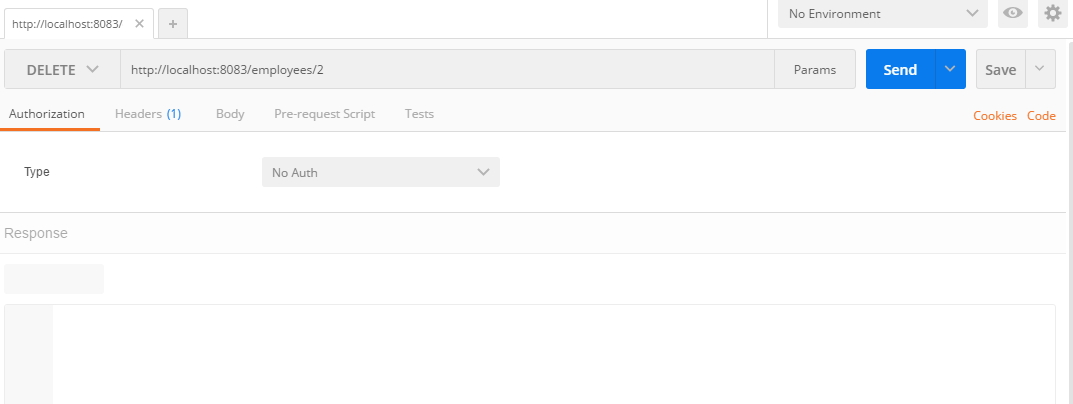 http://localhost:8083/
No Environment
DELETE http://localhost:8083/employees/2 Params Send Save
Authorization Headers (1) Body Pre-request Script Tests Cookies Code
Type No Auth
Response